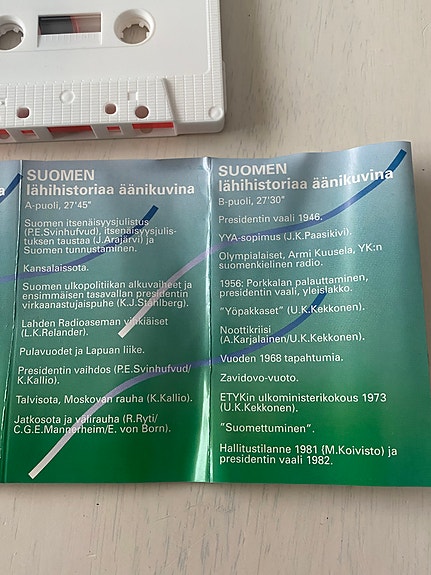 SUOMEN
lähihistoriaa äänikuvina
A-puoli, 27'45"
Suomen itsenäisyysjulistus
(P.E.Svinhufvud), itsenäisyysjulis-
tuksen taustaa (J.Arajärvi) ja
Suomen tunnustaminen.
Kansalaissota.
Suomen ulkopolitiikan alkuvaiheet ja
ensimmäisen tasavallan presidentin
virkaanastujaispuhe (K.J.Ståhlberg).
Lahden Radioaseman vihkiäiset
(L.K.Relander).
Pulavuodet ja Lapuan liike.
Presidentin vaihdos (P.E.Svinhufvud/
K.Kallio).
Talvisota, Moskovan rauha (K.Kallio).
Jatkosota ja välirauha (R.Ryti/
C.G.E.Mannerheim/E. von Born).
SUOMEN
lähihistoriaa äänikuvina
B-puoli, 27'30"
Presidentin vaali 1946.
YYA-sopimus (J.K.Paasikivi).
Olympialaiset, Armi Kuusela, YK:n
suomenkielinen radio.
1956: Porkkalan palauttaminen,
presidentin vaali, yleislakko.
"Yöpakkaset" (U.K.Kekkonen).
Noottikriisi
(A.Karjalainen/U.K.Kekkonen).
Vuoden 1968 tapahtumia.
Zavidovo-vuoto.
ETYKin ulkoministerikokous 1973
(U.K.Kekkonen).
"Suomettuminen".
Hallitustilanne 1981 (M.Koivisto) ja
presidentin vaali 1982.